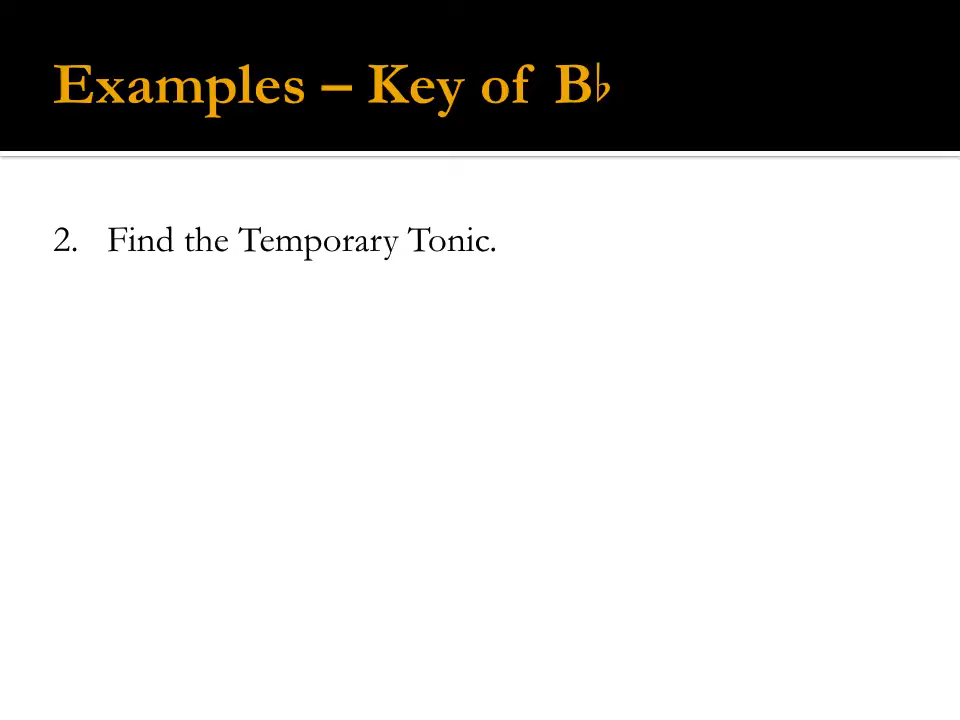 Examples – Key of B♭
2. Find the Temporary Tonic.